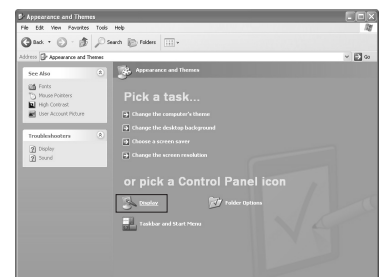 Appearance and Themes
File Edit View Favorites Tools Help
Back Search Folders
Address Appearance and Themes Go
See Also
Fonts
Mouse Pointers
High Contrast
User Account Picture
Troubleshooters
Display
Sound
Appearance and Themes
Pick a task...
Change the computer's theme
Change the desktop background
Choose a screen saver
Change the screen resolution
or pick a Control Panel icon
Display Folder Options
Taskbar and Start Menu